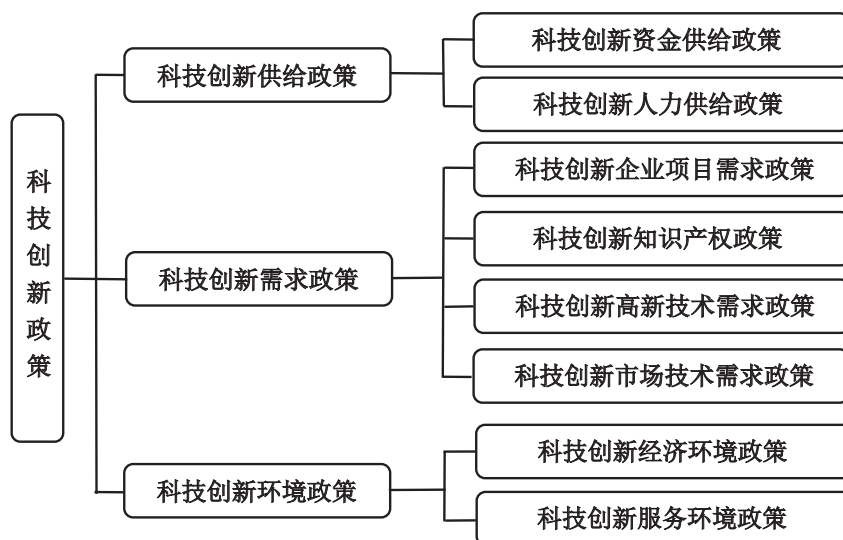 科技创新政策
科技创新供给政策
科技创新资金供给政策
科技创新人力供给政策
科技创新需求政策
科技创新企业项目需求政策
科技创新知识产权政策
科技创新高新技术需求政策
科技创新市场技术需求政策
科技创新环境政策
科技创新经济环境政策
科技创新服务环境政策